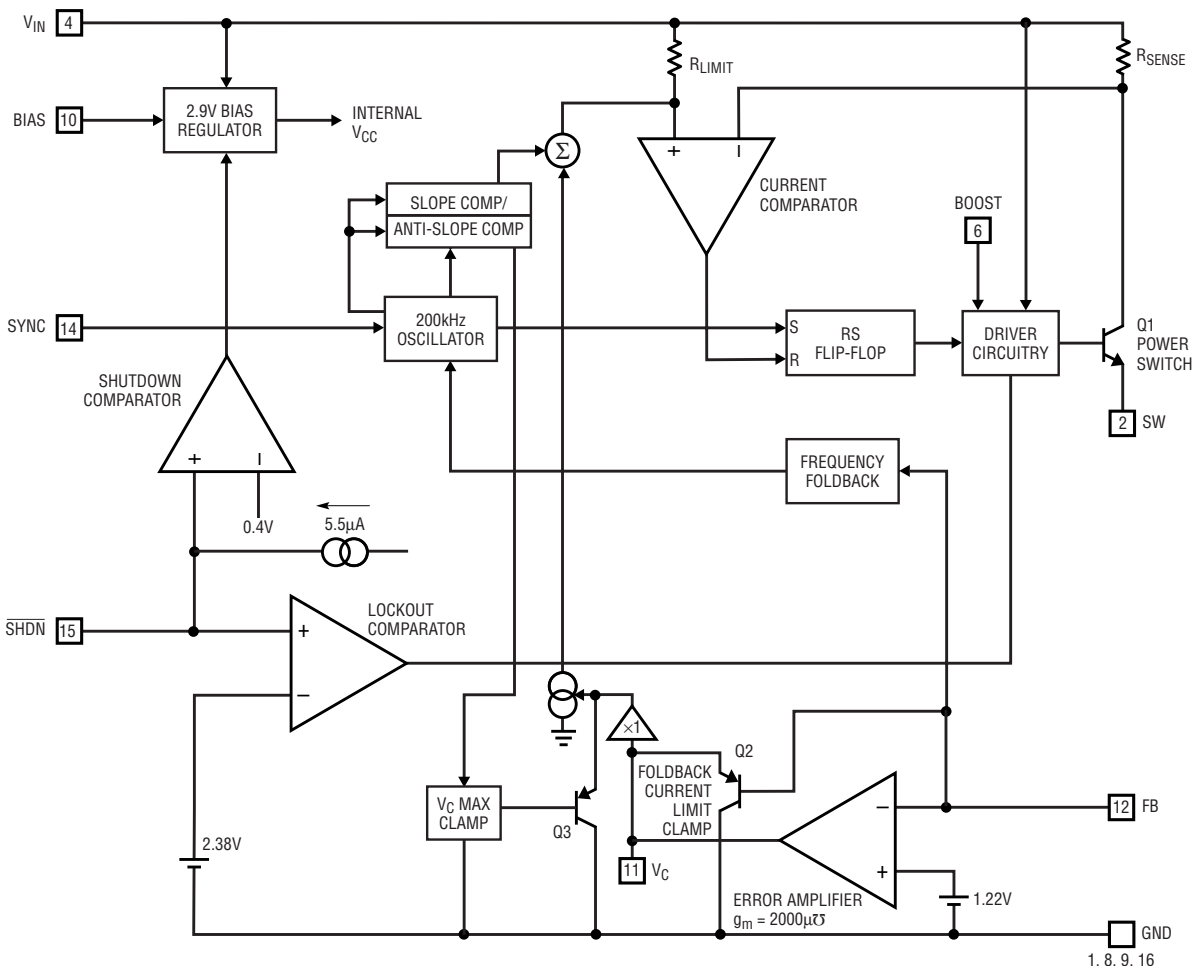 VIN 4
RLIMIT
RSENSE
BIAS 10
2.9V BIAS
REGULATOR
INTERNAL
VCC
Σ
+ –
CURRENT
COMPARATOR
SLOPE COMP/
ANTI-SLOPE COMP
BOOST
6
SYNC 14
200kHz
OSCILLATOR
S
R
RS
FLIP-FLOP
DRIVER
CIRCUITRY
Q1
POWER
SWITCH
2 SW
SHUTDOWN
COMPARATOR
+ –
0.4V
5.5µA
FREQUENCY
FOLDBACK
SHDN 15
LOCKOUT
COMPARATOR
+
–
×1
Q2
FOLDBACK
CURRENT
LIMIT
CLAMP
VC MAX
CLAMP
Q3
2.38V
11 VC
–
+
12 FB
ERROR AMPLIFIER
gm = 2000µ℧
1.22V
GND
1, 8, 9, 16